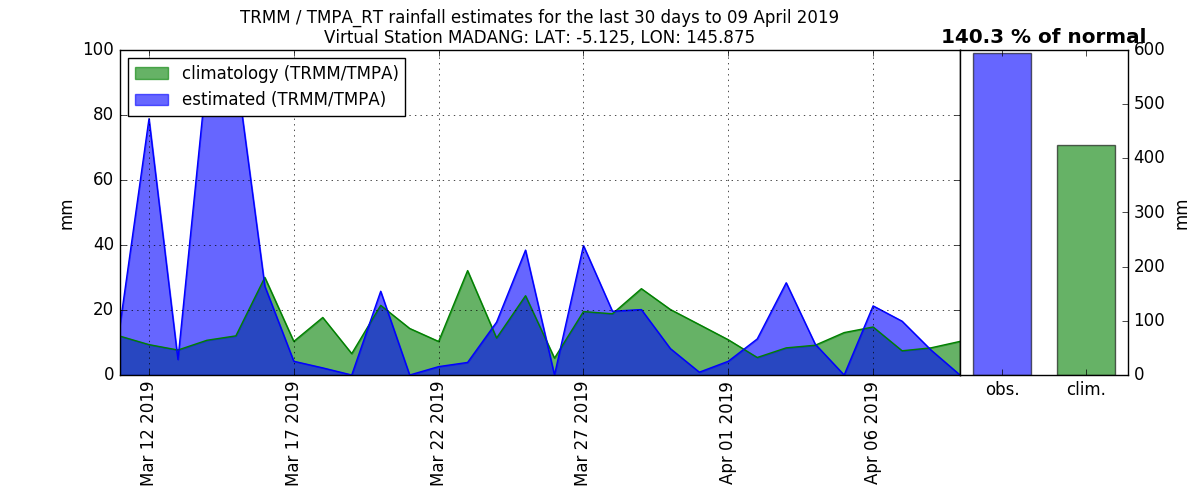 TRMM / TMPA_RT rainfall estimates for the last 30 days to 09 April 2019
Virtual Station MADANG: LAT: -5.125, LON: 145.875
140.3 % of normal
climatology (TRMM/TMPA)
estimated (TRMM/TMPA)
100
80
60
40
20
0
mm
Mar 12 2019
Mar 17 2019
Mar 22 2019
Mar 27 2019
Apr 01 2019
Apr 06 2019
600
500
400
300
200
100
0
mm
obs.
clim.